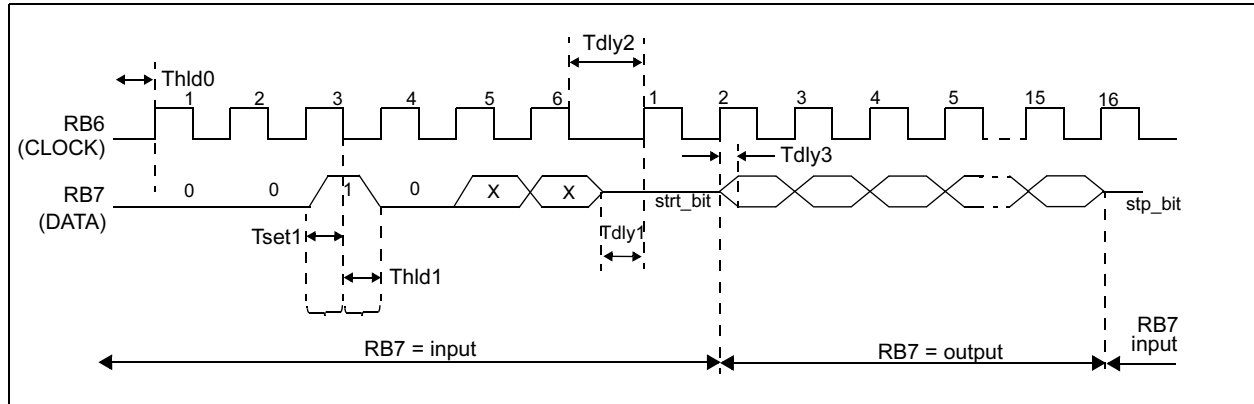 Tdly2
Thld0
1 2 3 4 5 6 1 2 3 4 5 15 16
RB6
(CLOCK)
Tdly3
RB7
(DATA)
0 0 1 0 X X strt_bit stp_bit
Tset1
Tdly1
Thld1
RB7 = input
RB7 = output
RB7
input